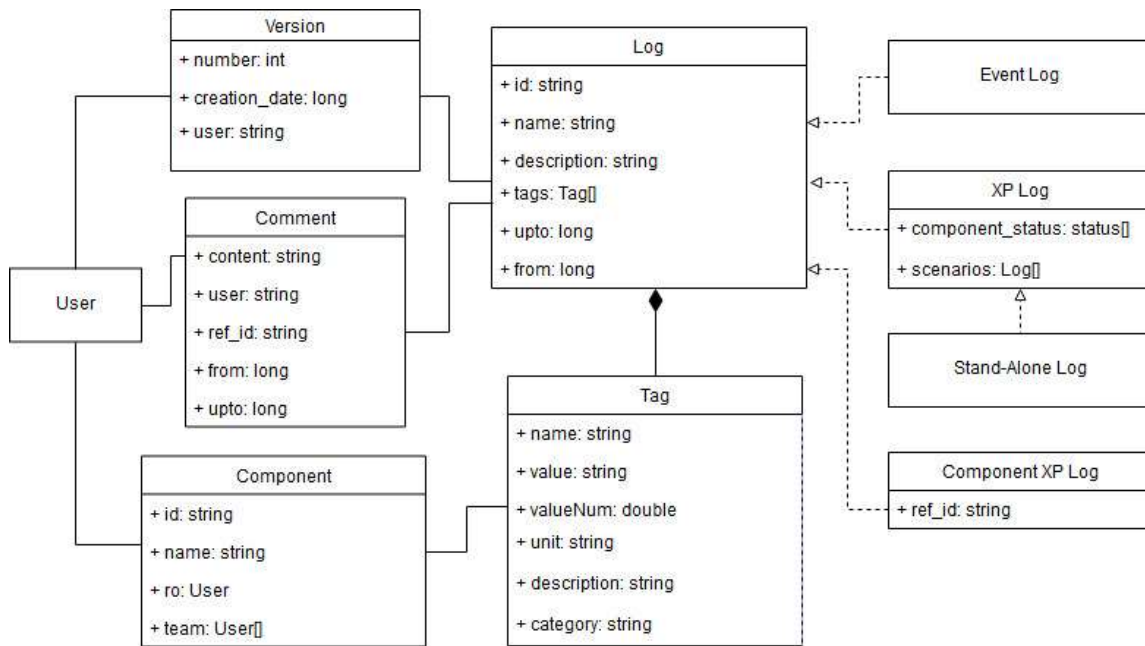 Version
+ number: int
+ creation_date: long
+ user: string
Log
+ id: string
+ name: string
+ description: string
+ tags: Tag[]
+ upto: long
+ from: long
Event Log
XP Log
+ component_status: status[]
+ scenarios: Log[]
Comment
+ content: string
+ user: string
+ ref_id: string
+ from: long
+ upto: long
User
Stand-Alone Log
Tag
+ name: string
+ value: string
+ valueNum: double
+ unit: string
+ description: string
+ category: string
Component
+ id: string
+ name: string
+ ro: User
+ team: User[]
Component XP Log
+ ref_id: string